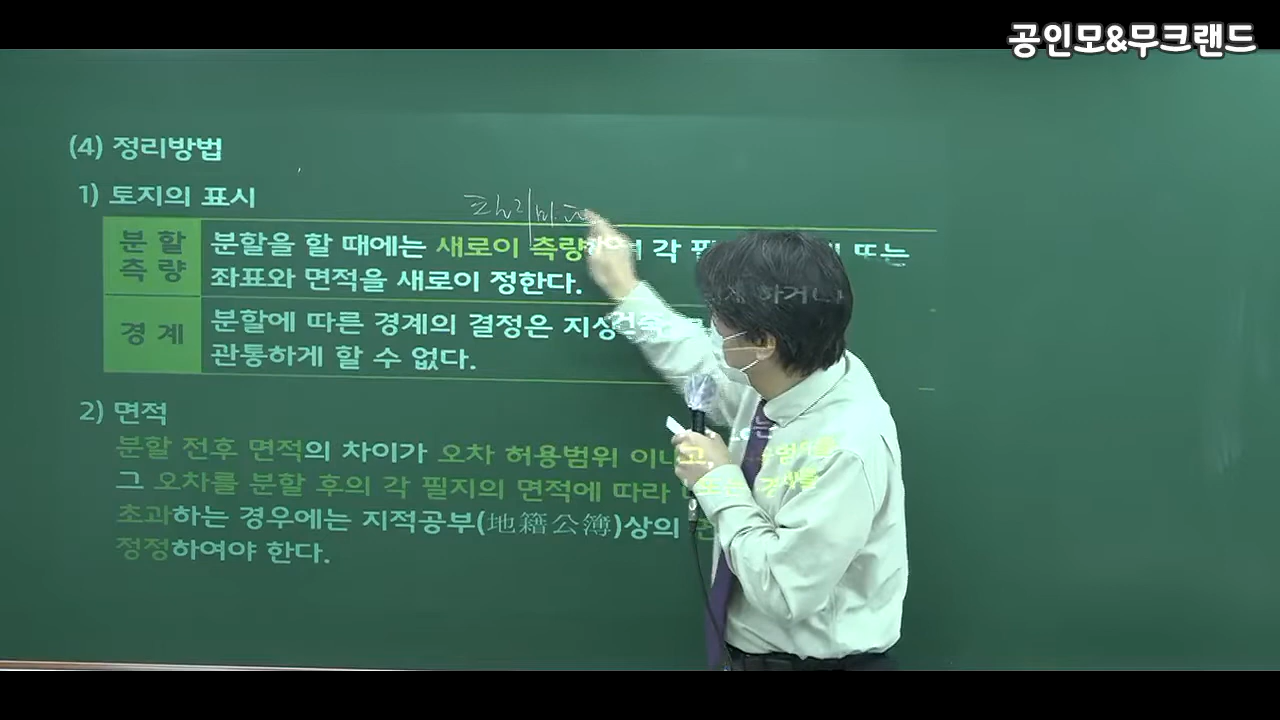 공인모&무크랜드
(4) 정리방법
1) 토지의 표시
분 할
측 량
분할을 할 때에는 새로이 측량 각 또는
좌표와 면적을 새로이 정한다.
경 계
분할에 따른 경계의 결정은 지상건축
관통하게 할 수 없다.
2) 면적
분할 전후 면적의 차이가 오차 허용범위 이내
그 오차를 분할 후의 각 필지의 면적에 따라
초과하는 경우에는 지적공부(地籍公簿)상의
정정하여야 한다.